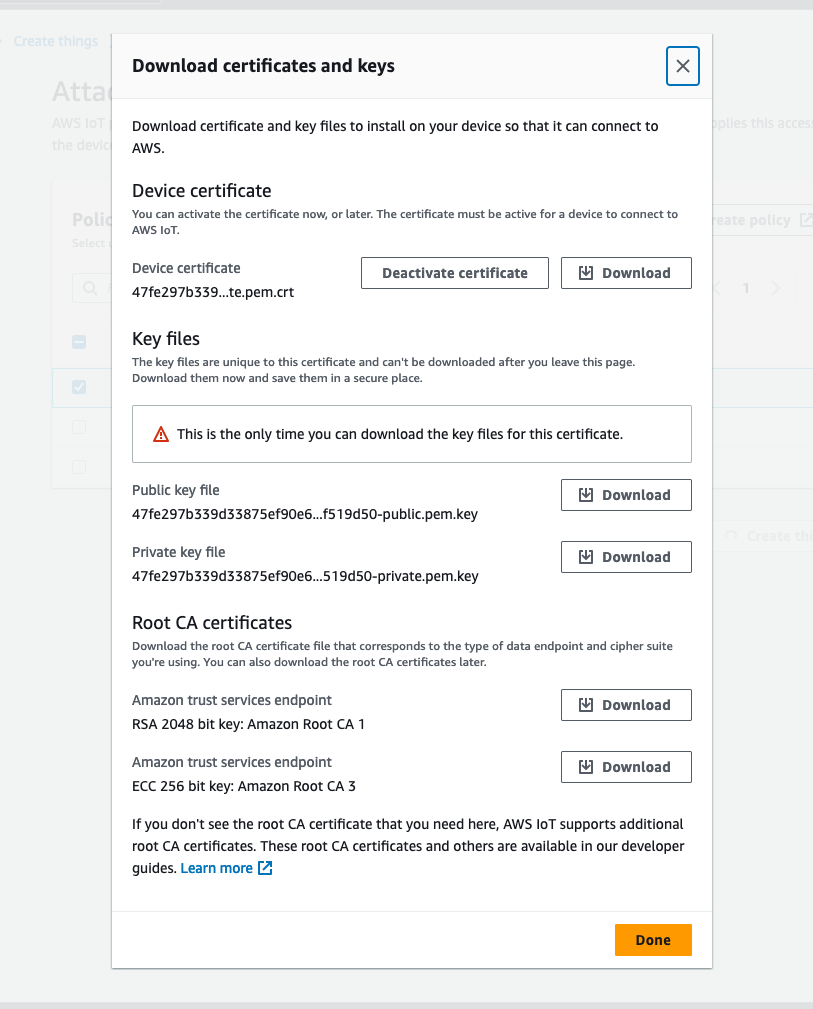 Create things
Download certificates and keys
Attac
AWS IoT
pplies this access
the device
Download certificate and key files to install on your device so that it can connect to
AWS.
Device certificate
You can activate the certificate now, or later. The certificate must be active for a device to connect to
AWS IoT.
Polic
reate policy
Select
Device certificate
Deactivate certificate
Download
47fe297b339...te.pem.crt
1
Key files
The key files are unique to this certificate and can't be downloaded after you leave this page.
Download them now and save them in a secure place.
This is the only time you can download the key files for this certificate.
Public key file
Download
47fe297b339d33875ef90e6...f519d50-public.pem.key
Private key file
Download
47fe297b339d33875ef90e6...519d50-private.pem.key
Create thi
Root CA certificates
Download the root CA certificate file that corresponds to the type of data endpoint and cipher suite
you're using. You can also download the root CA certificates later.
Amazon trust services endpoint
Download
RSA 2048 bit key: Amazon Root CA 1
Amazon trust services endpoint
Download
ECC 256 bit key: Amazon Root CA 3
If you don't see the root CA certificate that you need here, AWS IoT supports additional
root CA certificates. These root CA certificates and others are available in our developer
guides. Learn more
Done